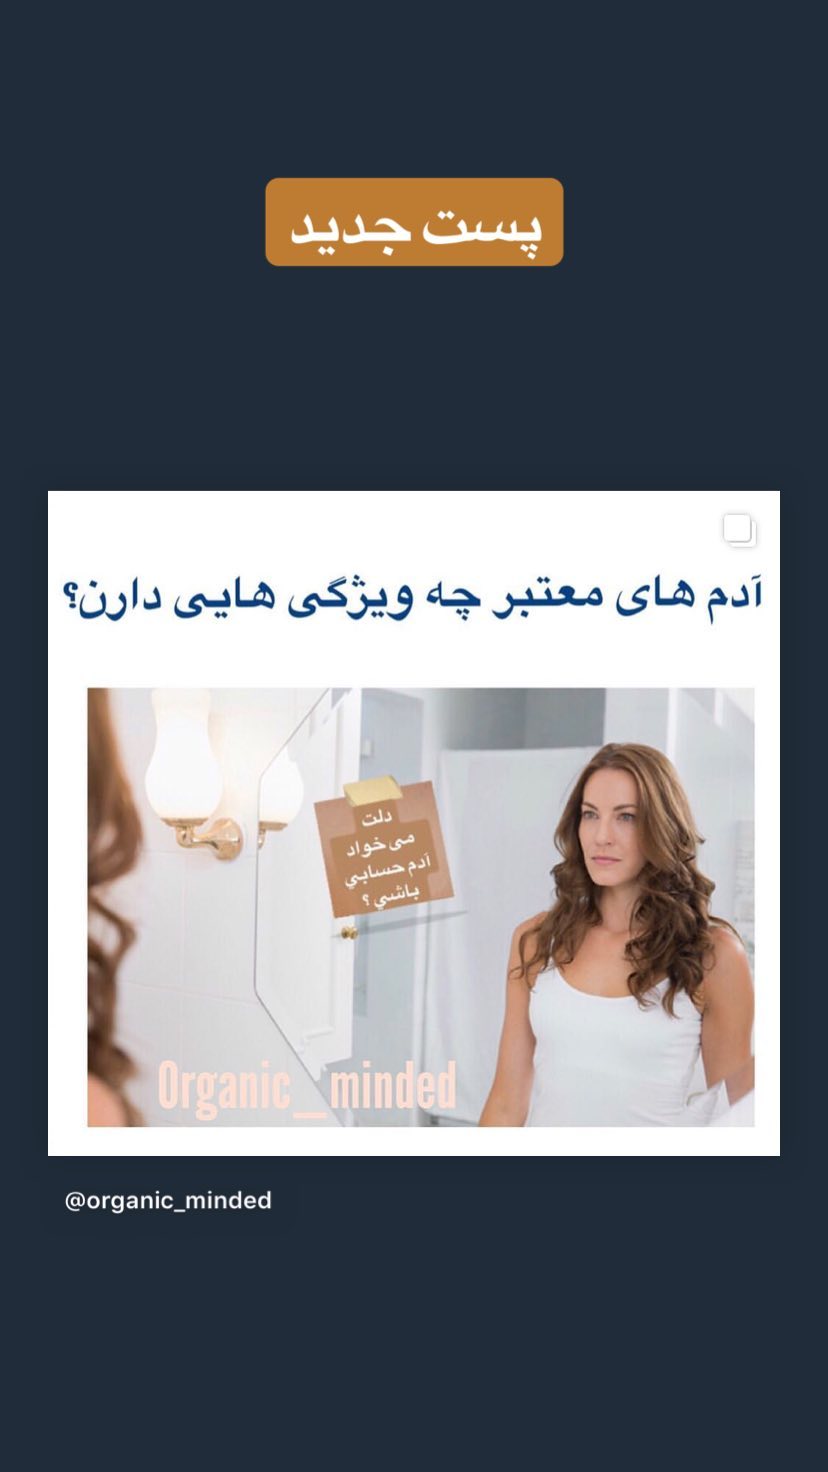 پست جدید
آدم های معتبر چه ویژگی هایی دارن؟
دلت
می خواد
آدم حسابي
باشي ؟
Organic_minded
@organic_minded